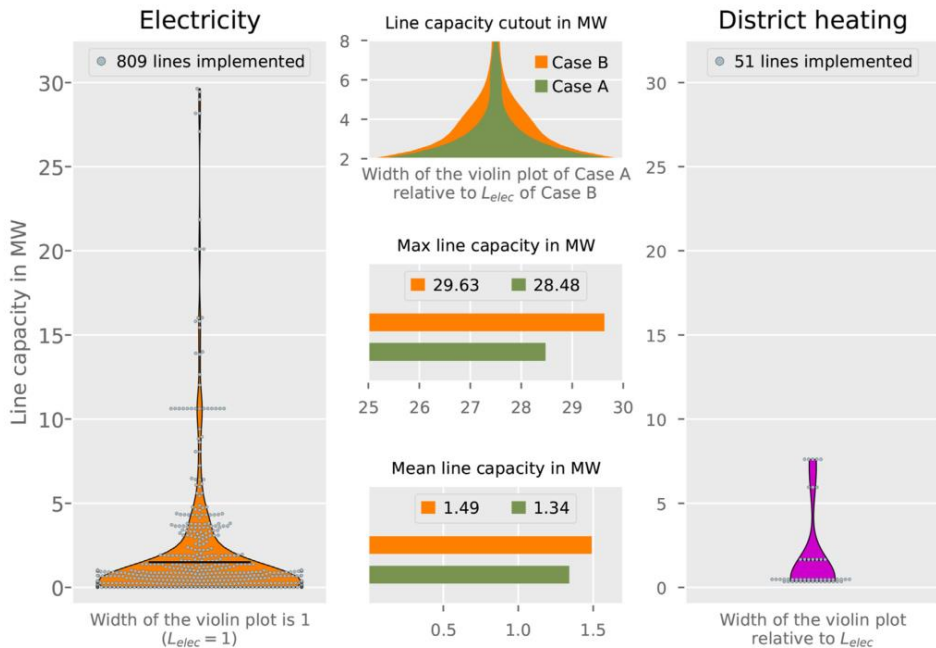 Electricity
809 lines implemented
Line capacity in MW
30
25
20
15
10
5
0
Width of the violin plot is 1
(L_elec = 1)
Line capacity cutout in MW
8
6
4
2
Case B
Case A
Width of the violin plot of Case A
relative to L_elec of Case B
Max line capacity in MW
29.63 28.48
25 26 27 28 29 30
Mean line capacity in MW
1.49 1.34
0.5 1.0 1.5
District heating
51 lines implemented
30
25
20
15
10
5
0
Width of the violin plot
relative to L_elec